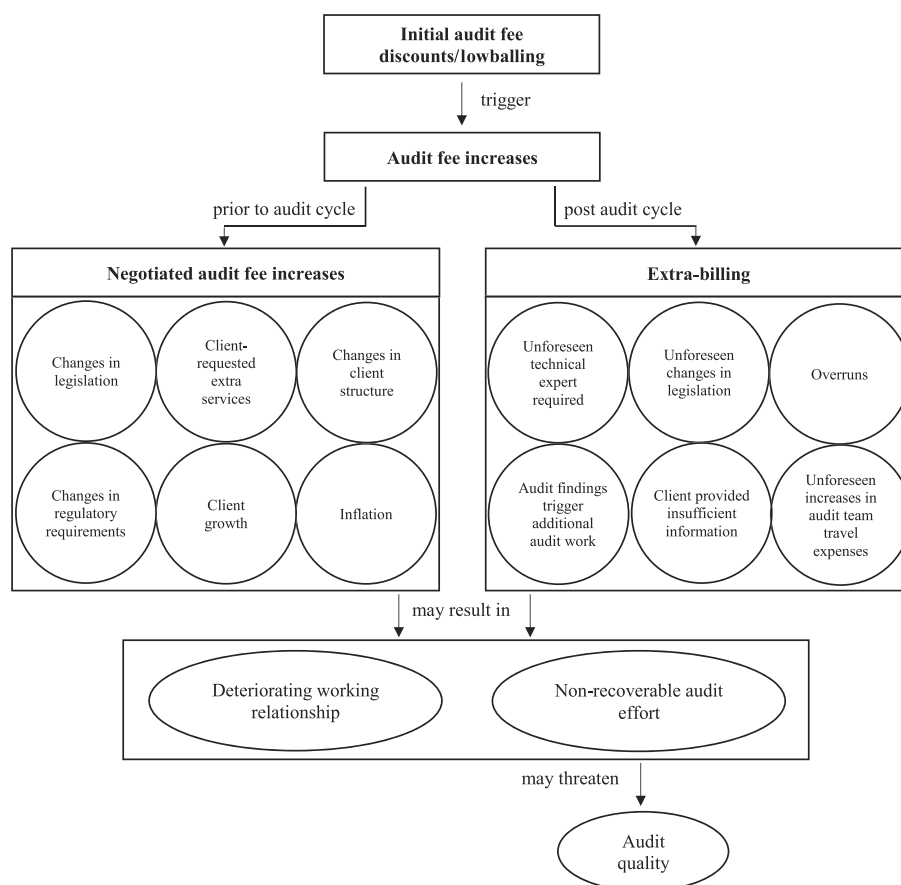 Initial audit fee
discounts/lowballing
trigger
Audit fee increases
prior to audit cycle
post audit cycle
Negotiated audit fee increases
Changes in
legislation
Client-
requested
extra
services
Changes in
client
structure
Changes in
regulatory
requirements
Client
growth
Inflation
Extra-billing
Unforeseen
technical
expert
required
Unforeseen
changes in
legislation
Overruns
Audit findings
trigger
additional
audit work
Client provided
insufficient
information
Unforeseen
increases in
audit team
travel
expenses
may result in
Deteriorating working
relationship
Non-recoverable audit
effort
may threaten
Audit
quality